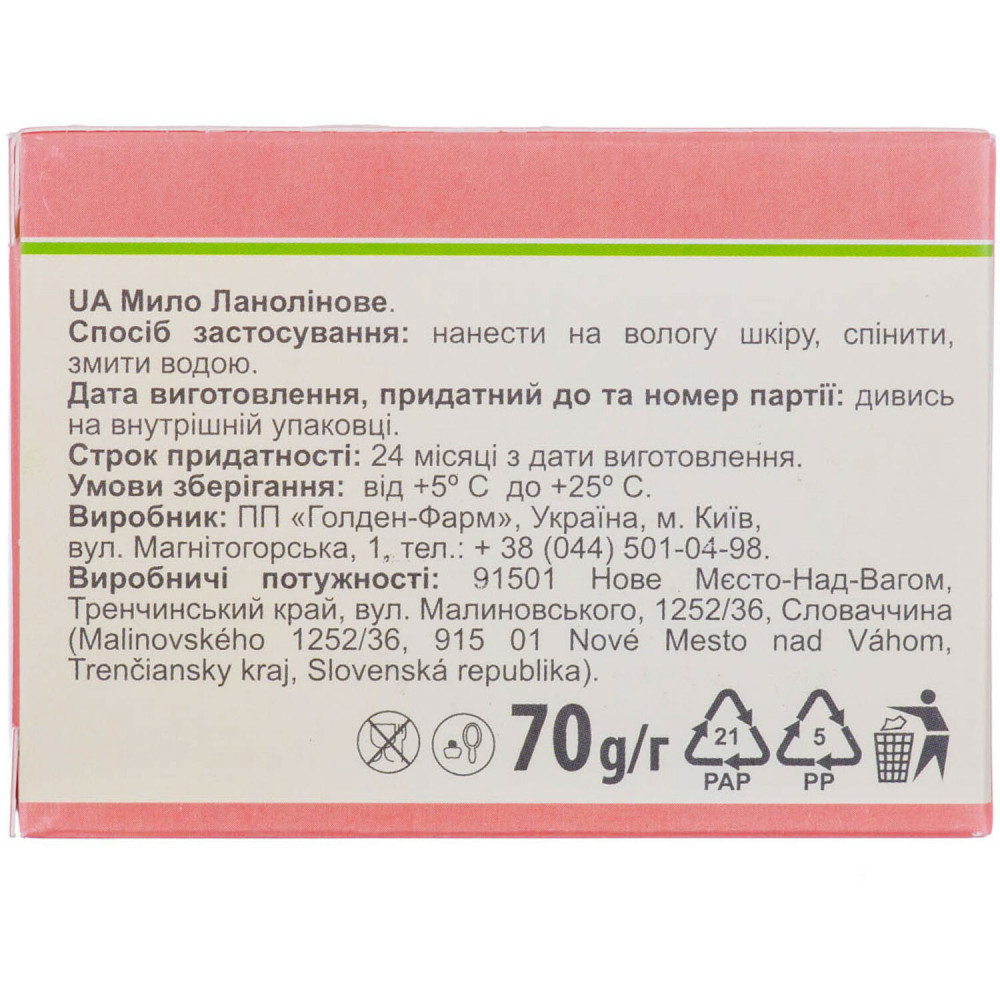 UA Мило Ланолінове.
Спосіб застосування: нанести на вологу шкіру, спінити,
змити водою.
Дата виготовлення, придатний до та номер партії: дивись
на внутрішній упаковці.
Строк придатності: 24 місяці з дати виготовлення.
Умови зберігання: від +5º С до +25º С.
Виробник: ПП «Голден-Фарм», Україна, м. Київ,
вул. Магнітогорська, 1, тел.: + 38 (044) 501-04-98.
Виробничі потужності: 91501 Нове Мєсто-Над-Вагом,
Тренчинський край, вул. Малиновського, 1252/36, Словаччина
(Malinovského 1252/36, 915 01 Nové Mesto nad Váhom,
Trenčiansky kraj, Slovenská republika).
70 g/г
21
PAP
5
PP